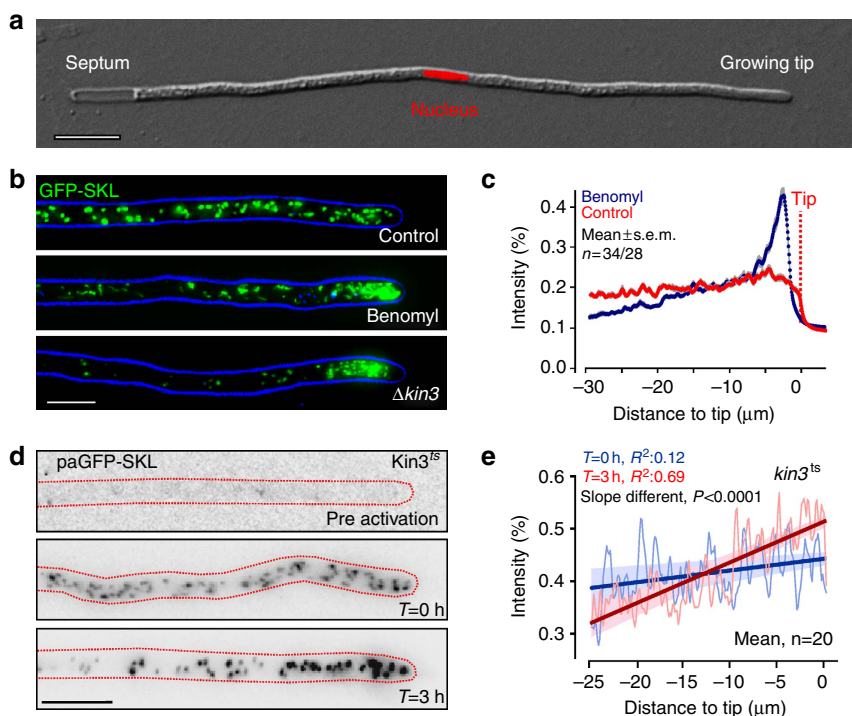 a
Septum
Growing tip
Nucleus
b
GFP-SKL
Control
Benomyl
Δkin3
c
Benomyl
Control
Mean±s.e.m.
n=34/28
Tip
Intensity (%)
0.4
0.3
0.2
0.1
0.0
−30 −20 −10 0
Distance to tip (μm)
d
paGFP-SKL
Kin3ts
Pre activation
T=0 h
T=3 h
e
T=0 h, R²:0.12
T=3 h, R²:0.69
Slope different, P<0.0001
kin3ts
Intensity (%)
0.6
0.5
0.4
0.3
Mean, n=20
−25 −20 −15 −10 −5 0
Distance to tip (μm)